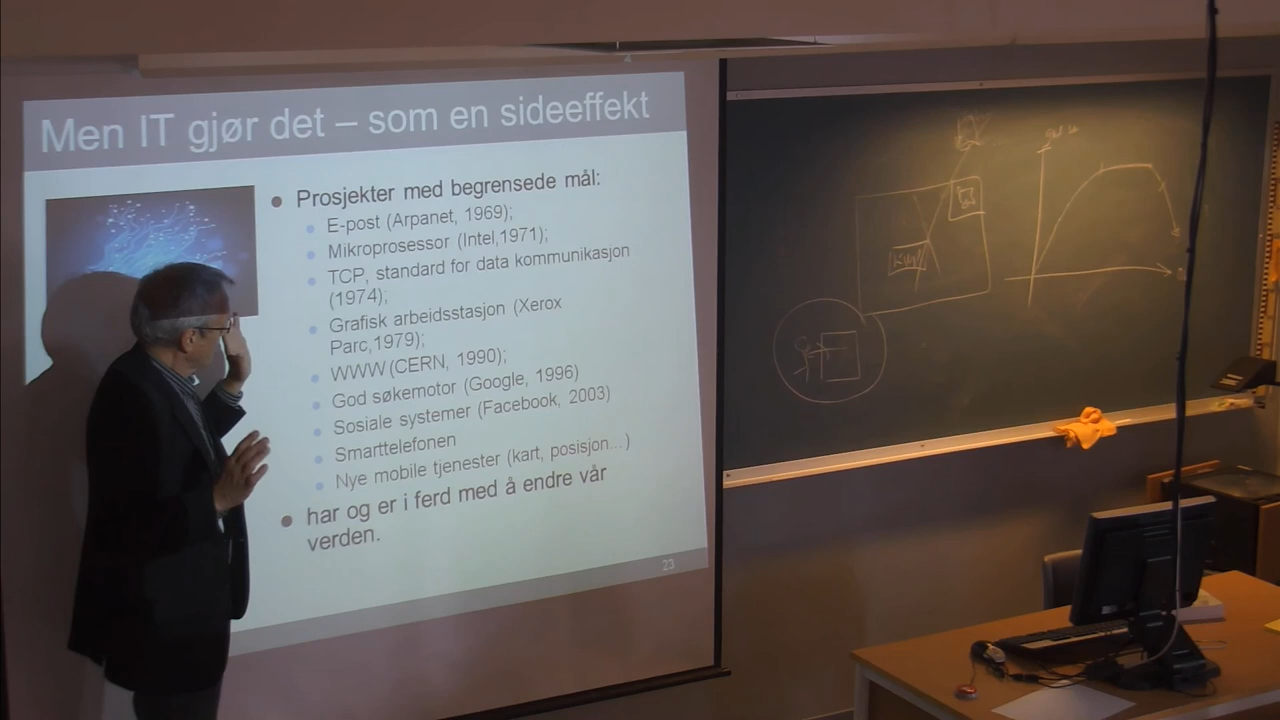 Men IT gjør det – som en sideeffekt
Prosjekter med begrensede mål:
E-post (Arpanet, 1969);
Mikroprosessor (Intel,1971);
TCP, standard for data kommunikasjon
(1974);
Grafisk arbeidsstasjon (Xerox
Parc,1979);
WWW (CERN, 1990);
God søkemotor (Google, 1996)
Sosiale systemer (Facebook, 2003)
Smarttelefonen
Nye mobile tjenester (kart, posisjon…)
har og er i ferd med å endre vår
verden.
23